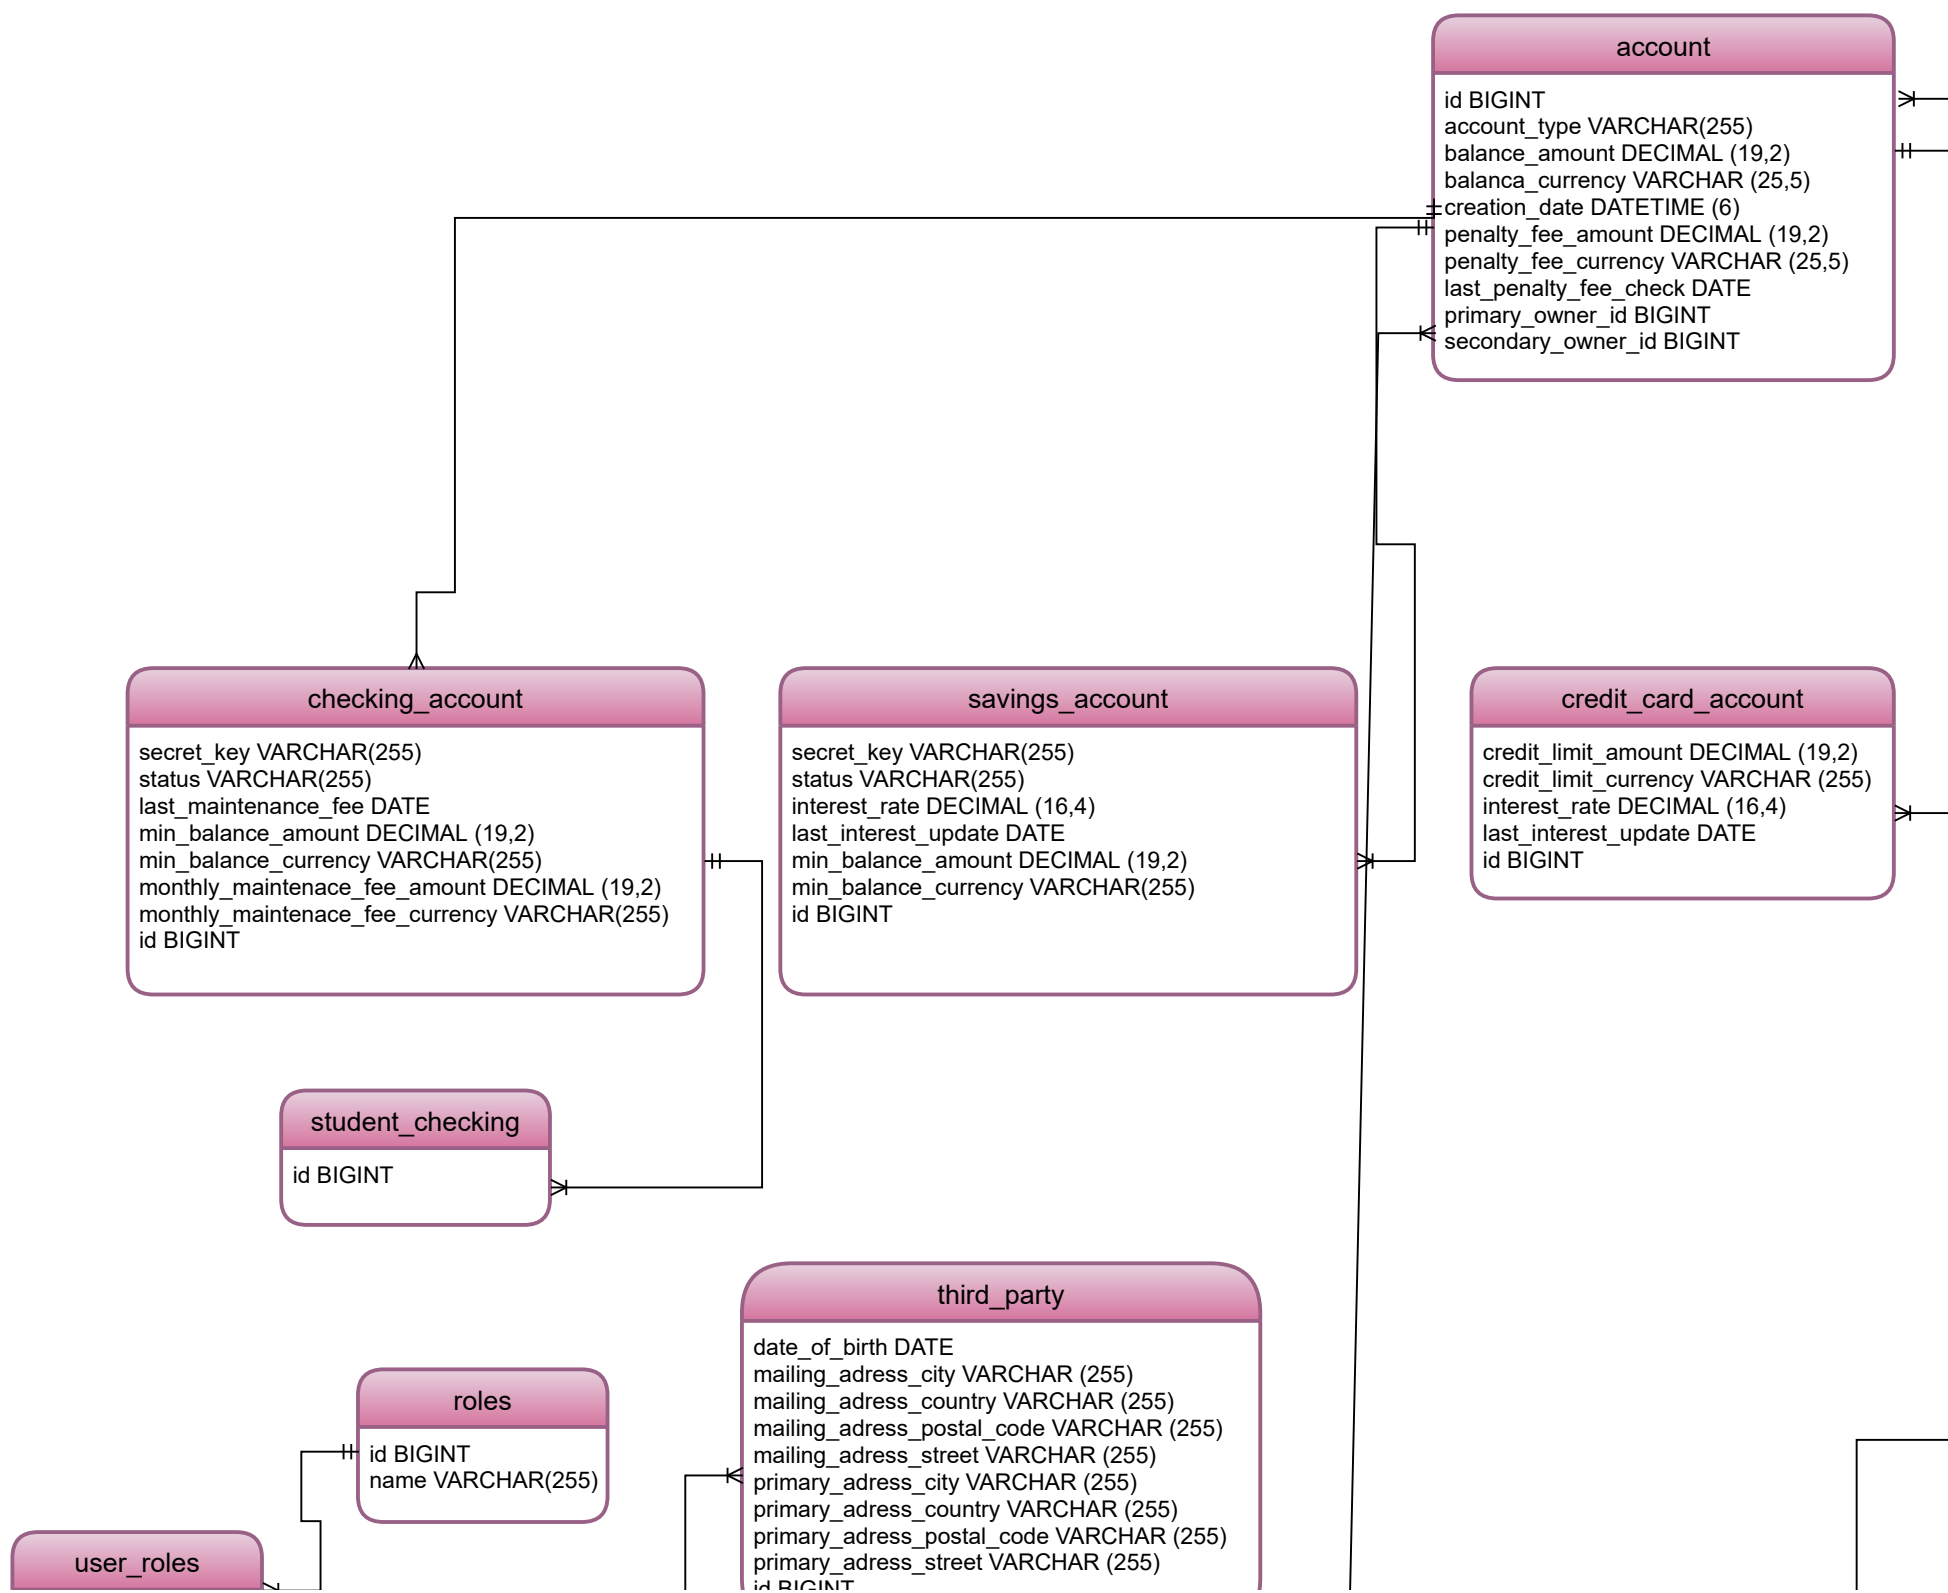 account
id BIGINT
account_type VARCHAR(255)
balance_amount DECIMAL (19,2)
balanca_currency VARCHAR (25,5)
creation_date DATETIME (6)
penalty_fee_amount DECIMAL (19,2)
penalty_fee_currency VARCHAR (25,5)
last_penalty_fee_check DATE
primary_owner_id BIGINT
secondary_owner_id BIGINT
checking_account
secret_key VARCHAR(255)
status VARCHAR(255)
last_maintenance_fee DATE
min_balance_amount DECIMAL (19,2)
min_balance_currency VARCHAR(255)
monthly_maintenace_fee_amount DECIMAL (19,2)
monthly_maintenace_fee_currency VARCHAR(255)
id BIGINT
savings_account
secret_key VARCHAR(255)
status VARCHAR(255)
interest_rate DECIMAL (16,4)
last_interest_update DATE
min_balance_amount DECIMAL (19,2)
min_balance_currency VARCHAR(255)
id BIGINT
credit_card_account
credit_limit_amount DECIMAL (19,2)
credit_limit_currency VARCHAR (255)
interest_rate DECIMAL (16,4)
last_interest_update DATE
id BIGINT
student_checking
id BIGINT
third_party
date_of_birth DATE
mailing_adress_city VARCHAR (255)
mailing_adress_country VARCHAR (255)
mailing_adress_postal_code VARCHAR (255)
mailing_adress_street VARCHAR (255)
primary_adress_city VARCHAR (255)
primary_adress_country VARCHAR (255)
primary_adress_postal_code VARCHAR (255)
primary_adress_street VARCHAR (255)
id BIGINT
roles
id BIGINT
name VARCHAR(255)
user_roles